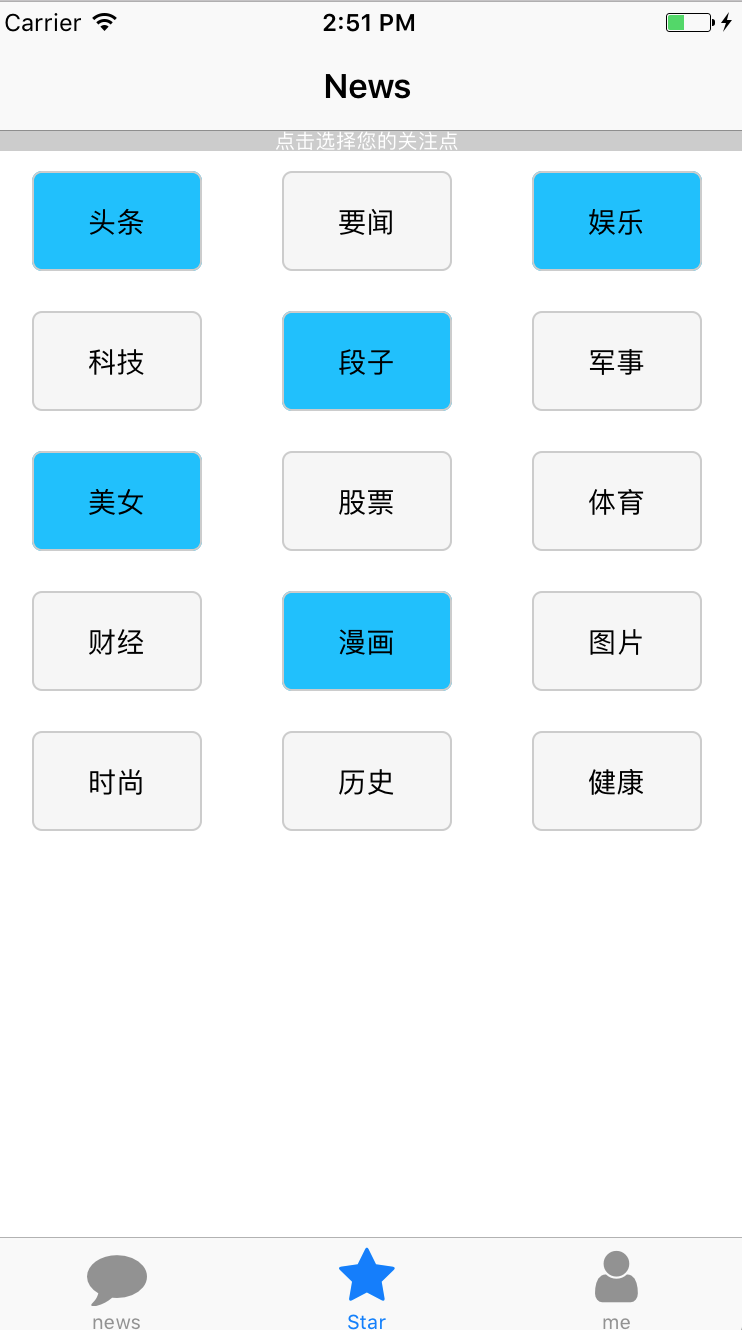 Carrier 2:51 PM
News
点击选择您的关注点
头条 要闻 娱乐
科技 段子 军事
美女 股票 体育
财经 漫画 图片
时尚 历史 健康
news Star me